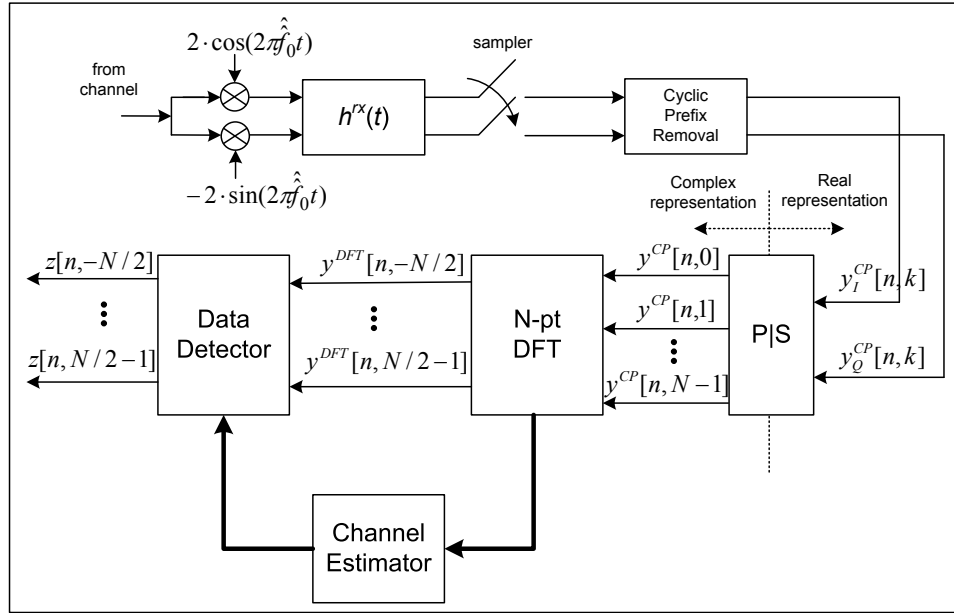 2·cos(2πf̂̂₀t)
from
channel
sampler
h^{rx}(t)
Cyclic
Prefix
Removal
−2·sin(2πf̂̂₀t)
Complex
representation
Real
representation
z[n,−N/2]
⋮
z[n,N/2−1]
Data
Detector
y^{DFT}[n,−N/2]
⋮
y^{DFT}[n,N/2−1]
N-pt
DFT
y^{CP}[n,0]
y^{CP}[n,1]
⋮
y^{CP}[n,N−1]
P|S
y_I^{CP}[n,k]
y_Q^{CP}[n,k]
Channel
Estimator